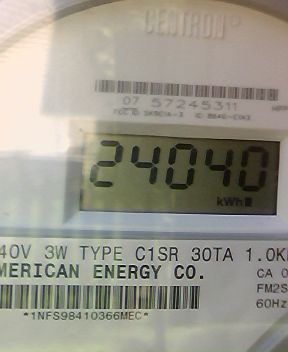 CENTRON®
07 57245311
24040
kWh
40V 3W TYPE C1SR 30TA 1.0K
MERICAN ENERGY CO.
CA 0
FM2S
60Hz
*1NFS98410366MEC*